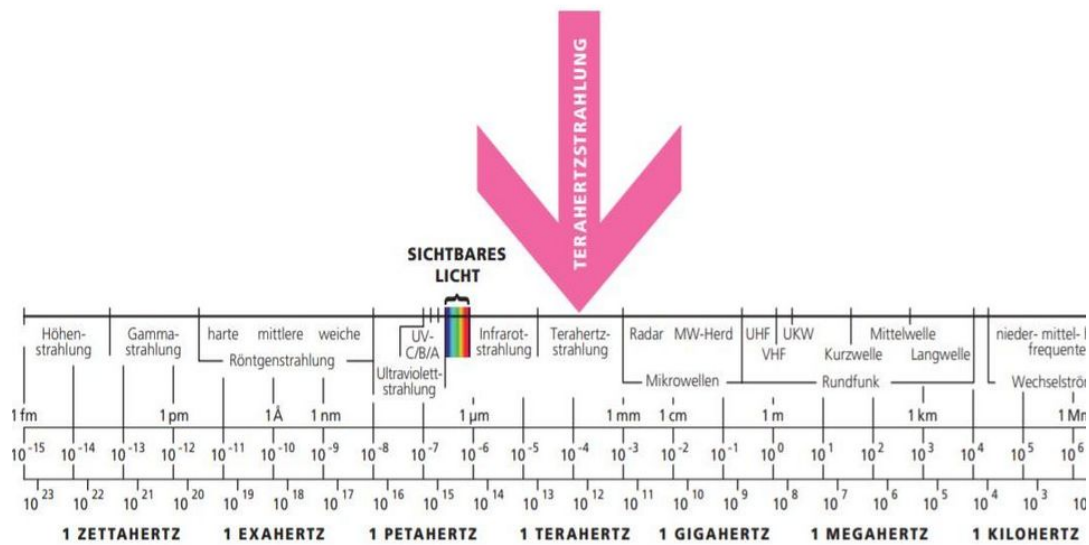 TERAHERTZSTRAHLUNG
SICHTBARES
LICHT
Höhen-
strahlung
Gamma-
strahlung
harte mittlere weiche
Röntgenstrahlung
UV-
C/B/A
Ultraviolett-
strahlung
Infrarot-
strahlung
Terahertz-
strahlung
Radar MW-Herd
Mikrowellen
UHF UKW
VHF
Mittelwelle
Kurzwelle Langwelle
Rundfunk
nieder- mittel-
frequente
Wechselström
1 fm 1 pm 1 Å 1 nm 1 µm 1 mm 1 cm 1 m 1 km 1 Mm
10⁻¹⁵ 10⁻¹⁴ 10⁻¹³ 10⁻¹² 10⁻¹¹ 10⁻¹⁰ 10⁻⁹ 10⁻⁸ 10⁻⁷ 10⁻⁶ 10⁻⁵ 10⁻⁴ 10⁻³ 10⁻² 10⁻¹ 10⁰ 10¹ 10² 10³ 10⁴ 10⁵ 10⁶
10²³ 10²² 10²¹ 10²⁰ 10¹⁹ 10¹⁸ 10¹⁷ 10¹⁶ 10¹⁵ 10¹⁴ 10¹³ 10¹² 10¹¹ 10¹⁰ 10⁹ 10⁸ 10⁷ 10⁶ 10⁵ 10⁴ 10³
1 ZETTAHERTZ 1 EXAHERTZ 1 PETAHERTZ 1 TERAHERTZ 1 GIGAHERTZ 1 MEGAHERTZ 1 KILOHERTZ